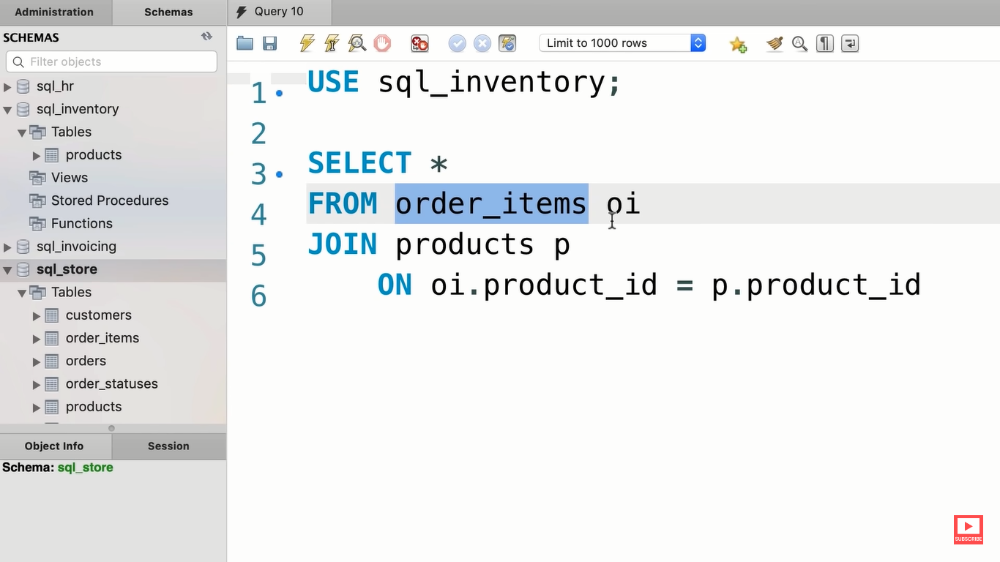 Administration
Schemas
Query 10
SCHEMAS
Filter objects
Limit to 1000 rows
sql_hr
sql_inventory
Tables
products
Views
Stored Procedures
Functions
sql_invoicing
sql_store
Tables
customers
order_items
orders
order_statuses
products
1 USE sql_inventory;
2
3 SELECT *
4 FROM order_items oi
5 JOIN products p
6 ON oi.product_id = p.product_id
Object Info
Session
Schema: sql_store
SUBSCRIBE